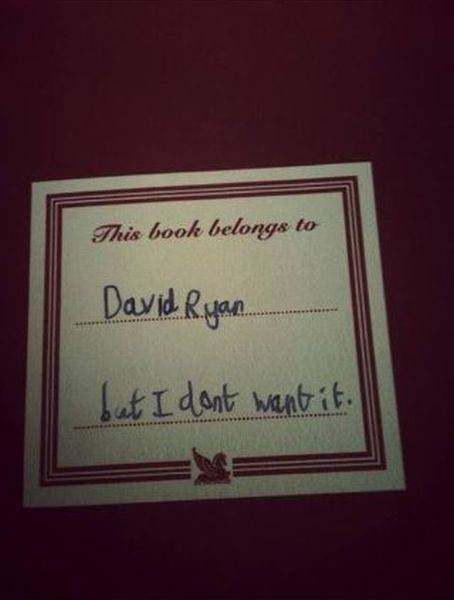 This book belongs to
David Ryan
but I dont want it.